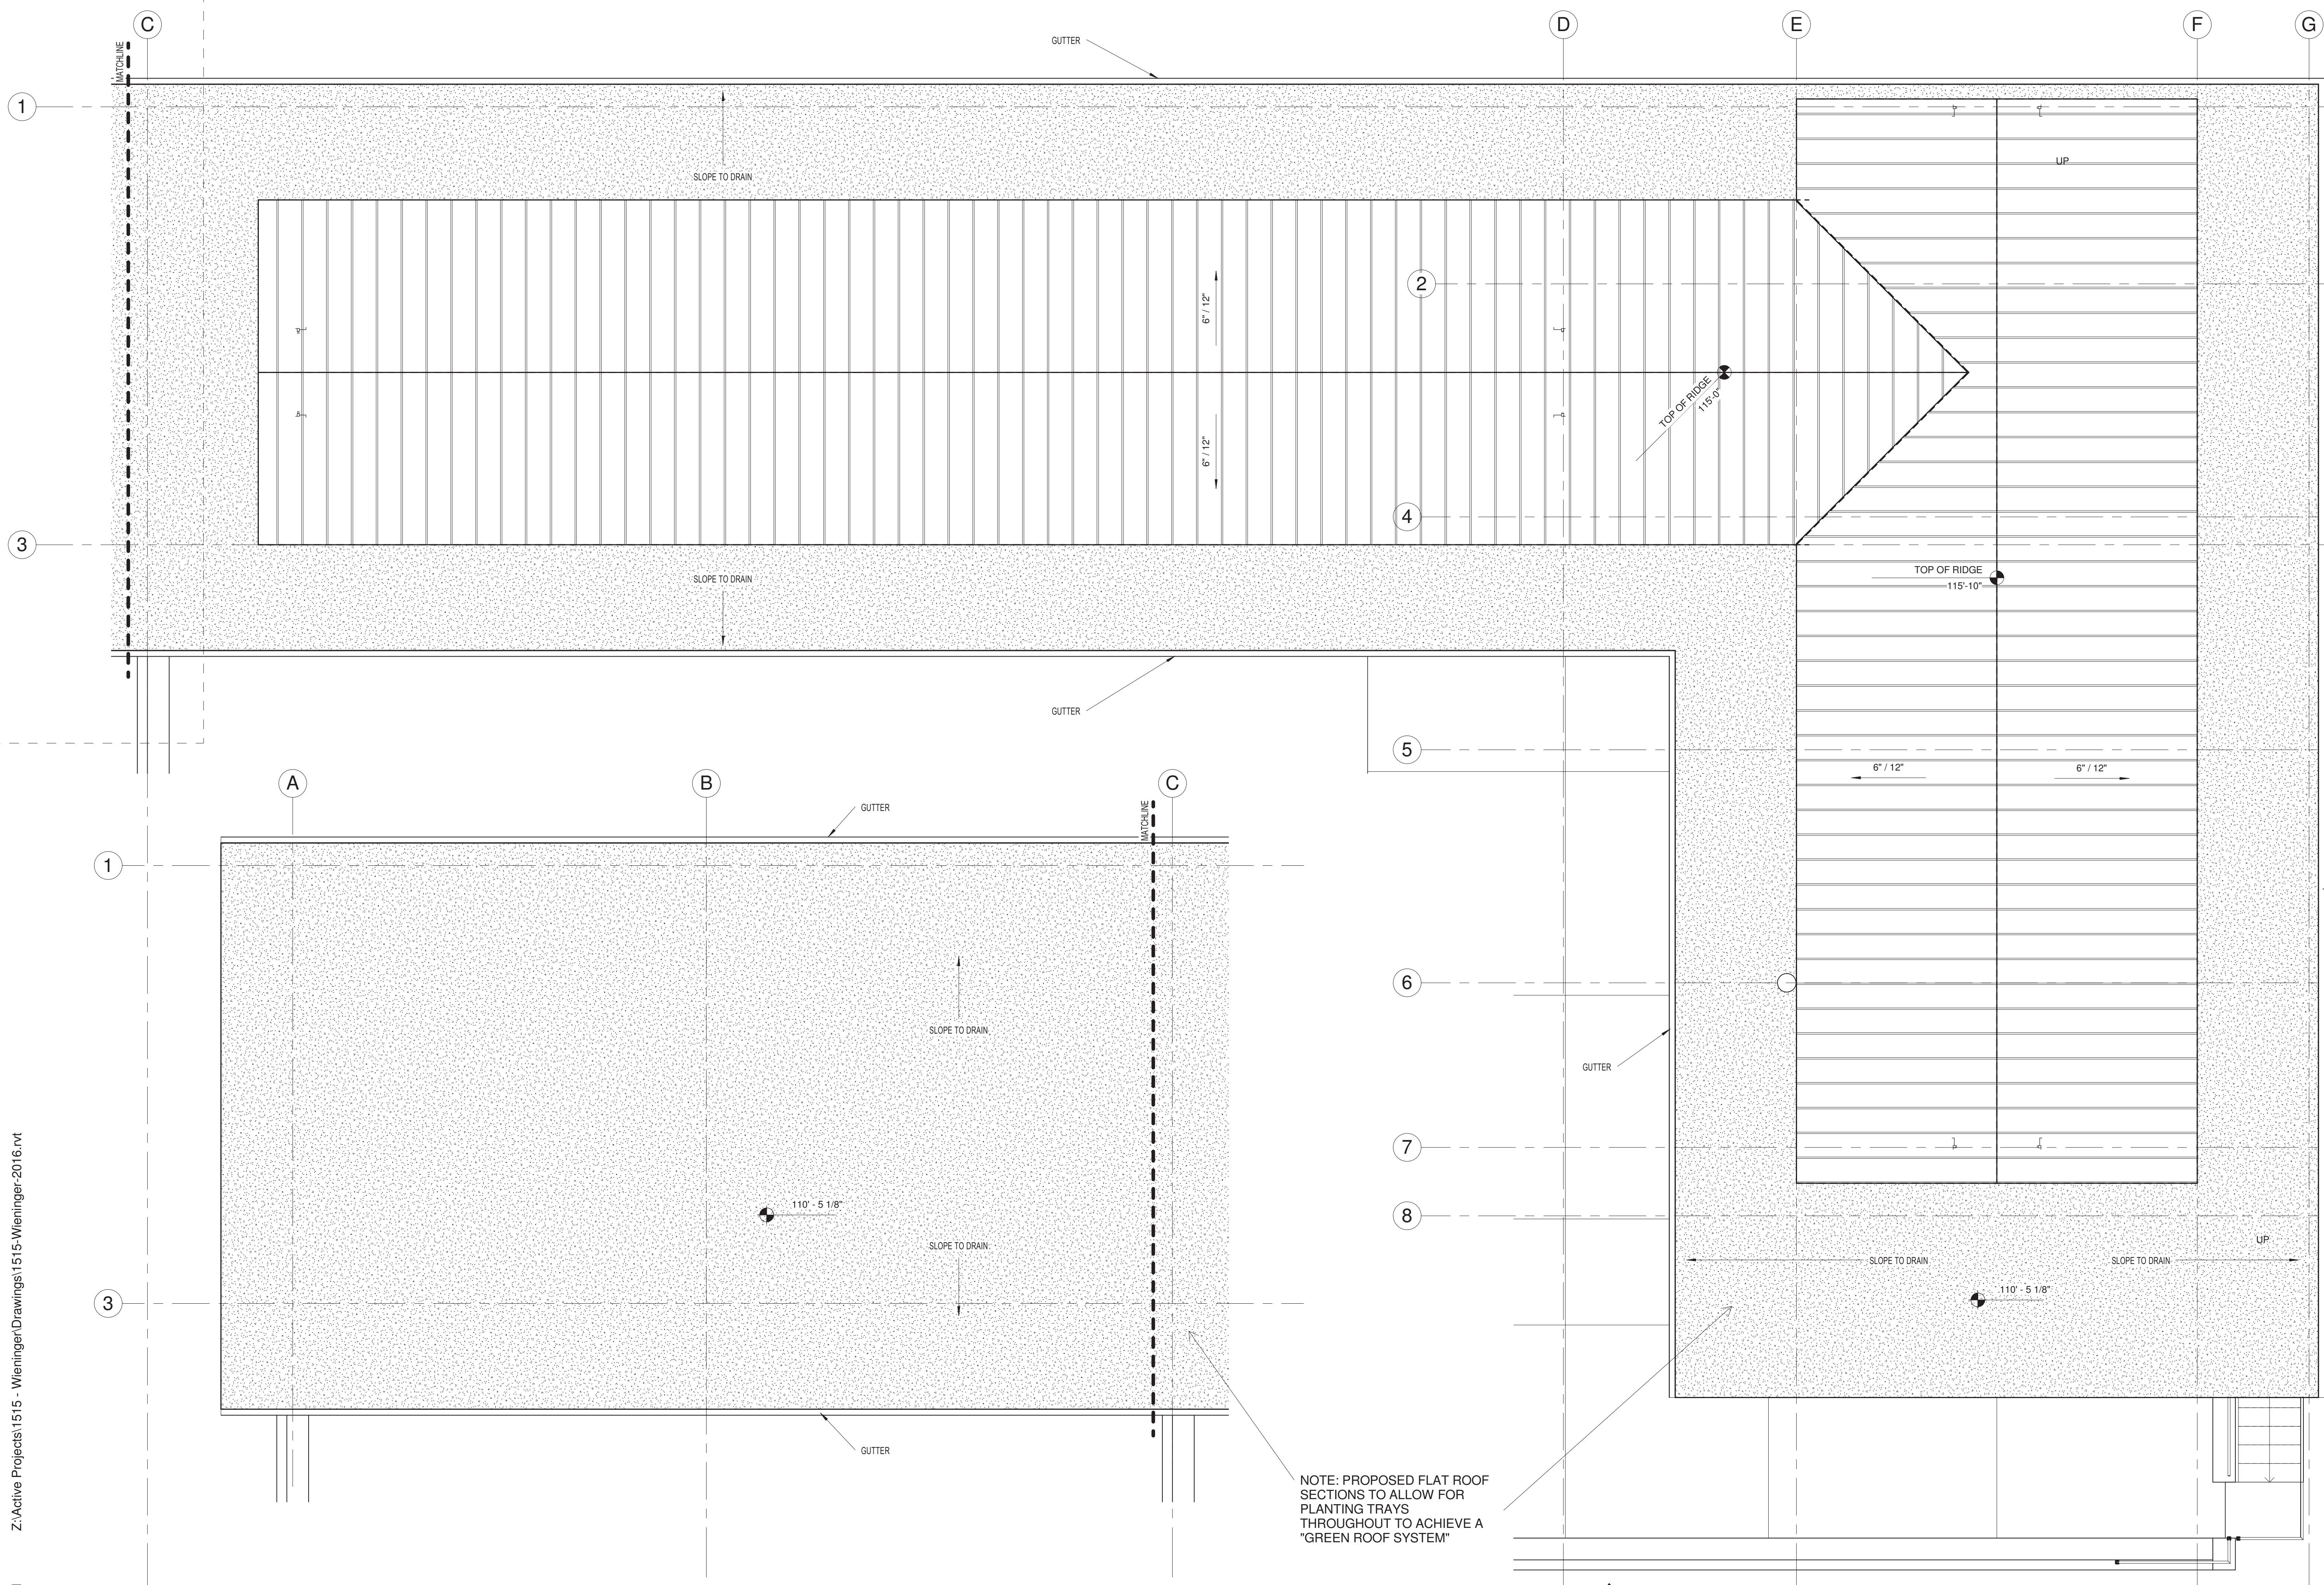 C
D
E
F
G
MATCHLINE
GUTTER
1
SLOPE TO DRAIN
UP
2
6" / 12"
TOP OF RIDGE
115'-0"
6" / 12"
4
3
SLOPE TO DRAIN
TOP OF RIDGE
115'-10"
GUTTER
5
6" / 12"
6" / 12"
A
B
C
MATCHLINE
GUTTER
1
6
SLOPE TO DRAIN
GUTTER
7
110' - 5 1/8"
8
SLOPE TO DRAIN
UP
SLOPE TO DRAIN
SLOPE TO DRAIN
110' - 5 1/8"
3
GUTTER
NOTE: PROPOSED FLAT ROOF
SECTIONS TO ALLOW FOR
PLANTING TRAYS
THROUGHOUT TO ACHIEVE A
"GREEN ROOF SYSTEM"
Z:\Active Projects\1515 - Wieninger\Drawings\1515-Wieninger-2016.rvt